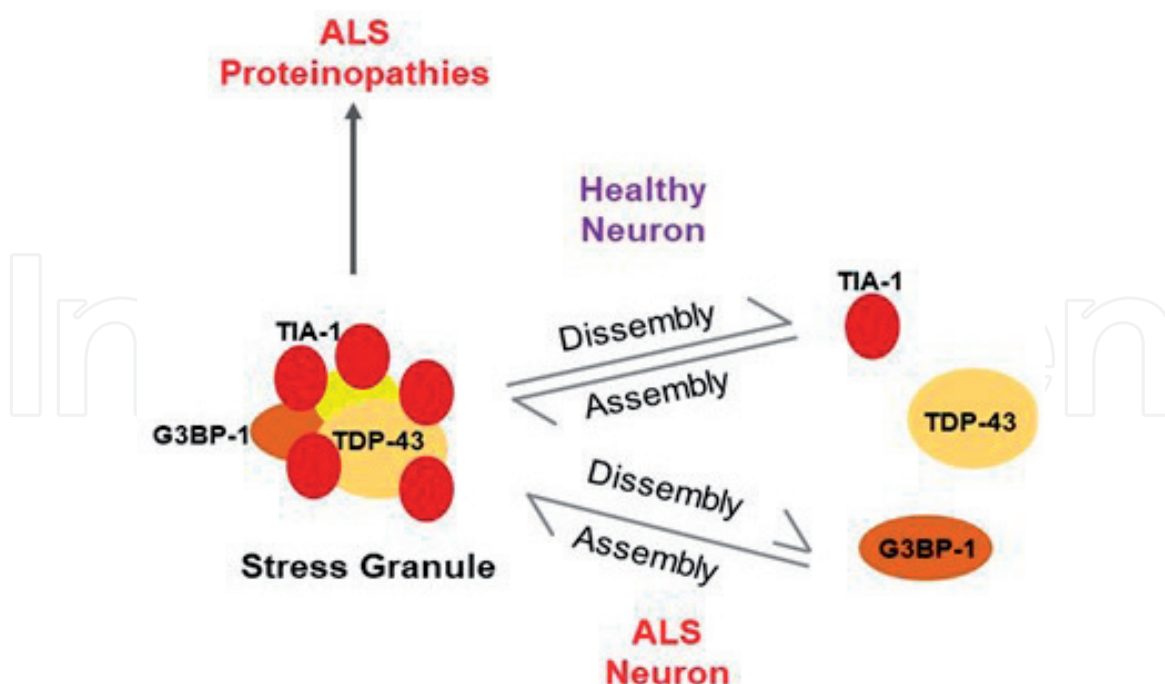 ALS
Proteinopathies
Healthy
Neuron
TIA-1
Dissembly
TIA-1
Assembly
G3BP-1
TDP-43
TDP-43
Dissembly
G3BP-1
Assembly
Stress Granule
ALS
Neuron